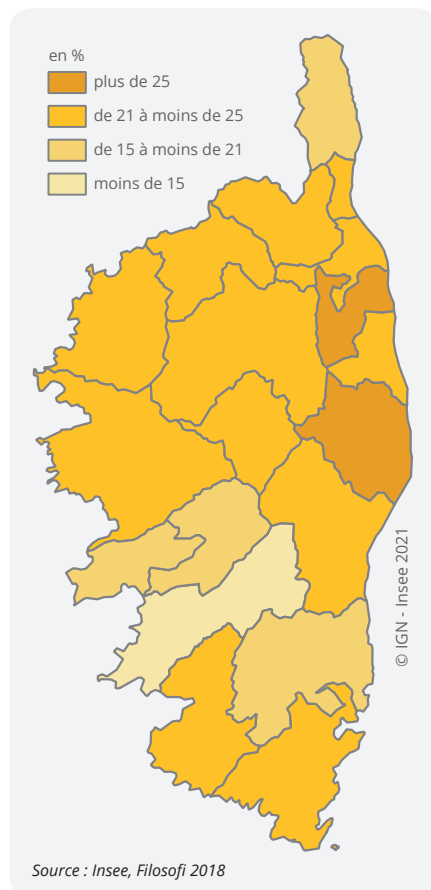 en %
plus de 25
de 21 à moins de 25
de 15 à moins de 21
moins de 15
© IGN - Insee 2021
Source : Insee, Filosofi 2018